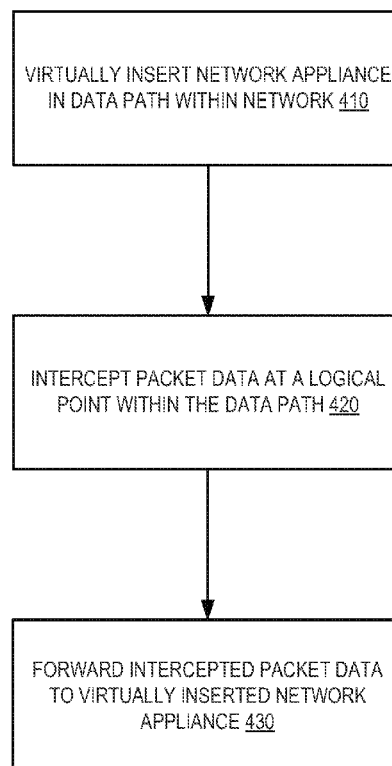 VIRTUALLY INSERT NETWORK APPLIANCE
IN DATA PATH WITHIN NETWORK 410
INTERCEPT PACKET DATA AT A LOGICAL
POINT WITHIN THE DATA PATH 420
FORWARD INTERCEPTED PACKET DATA
TO VIRTUALLY INSERTED NETWORK
APPLIANCE 430